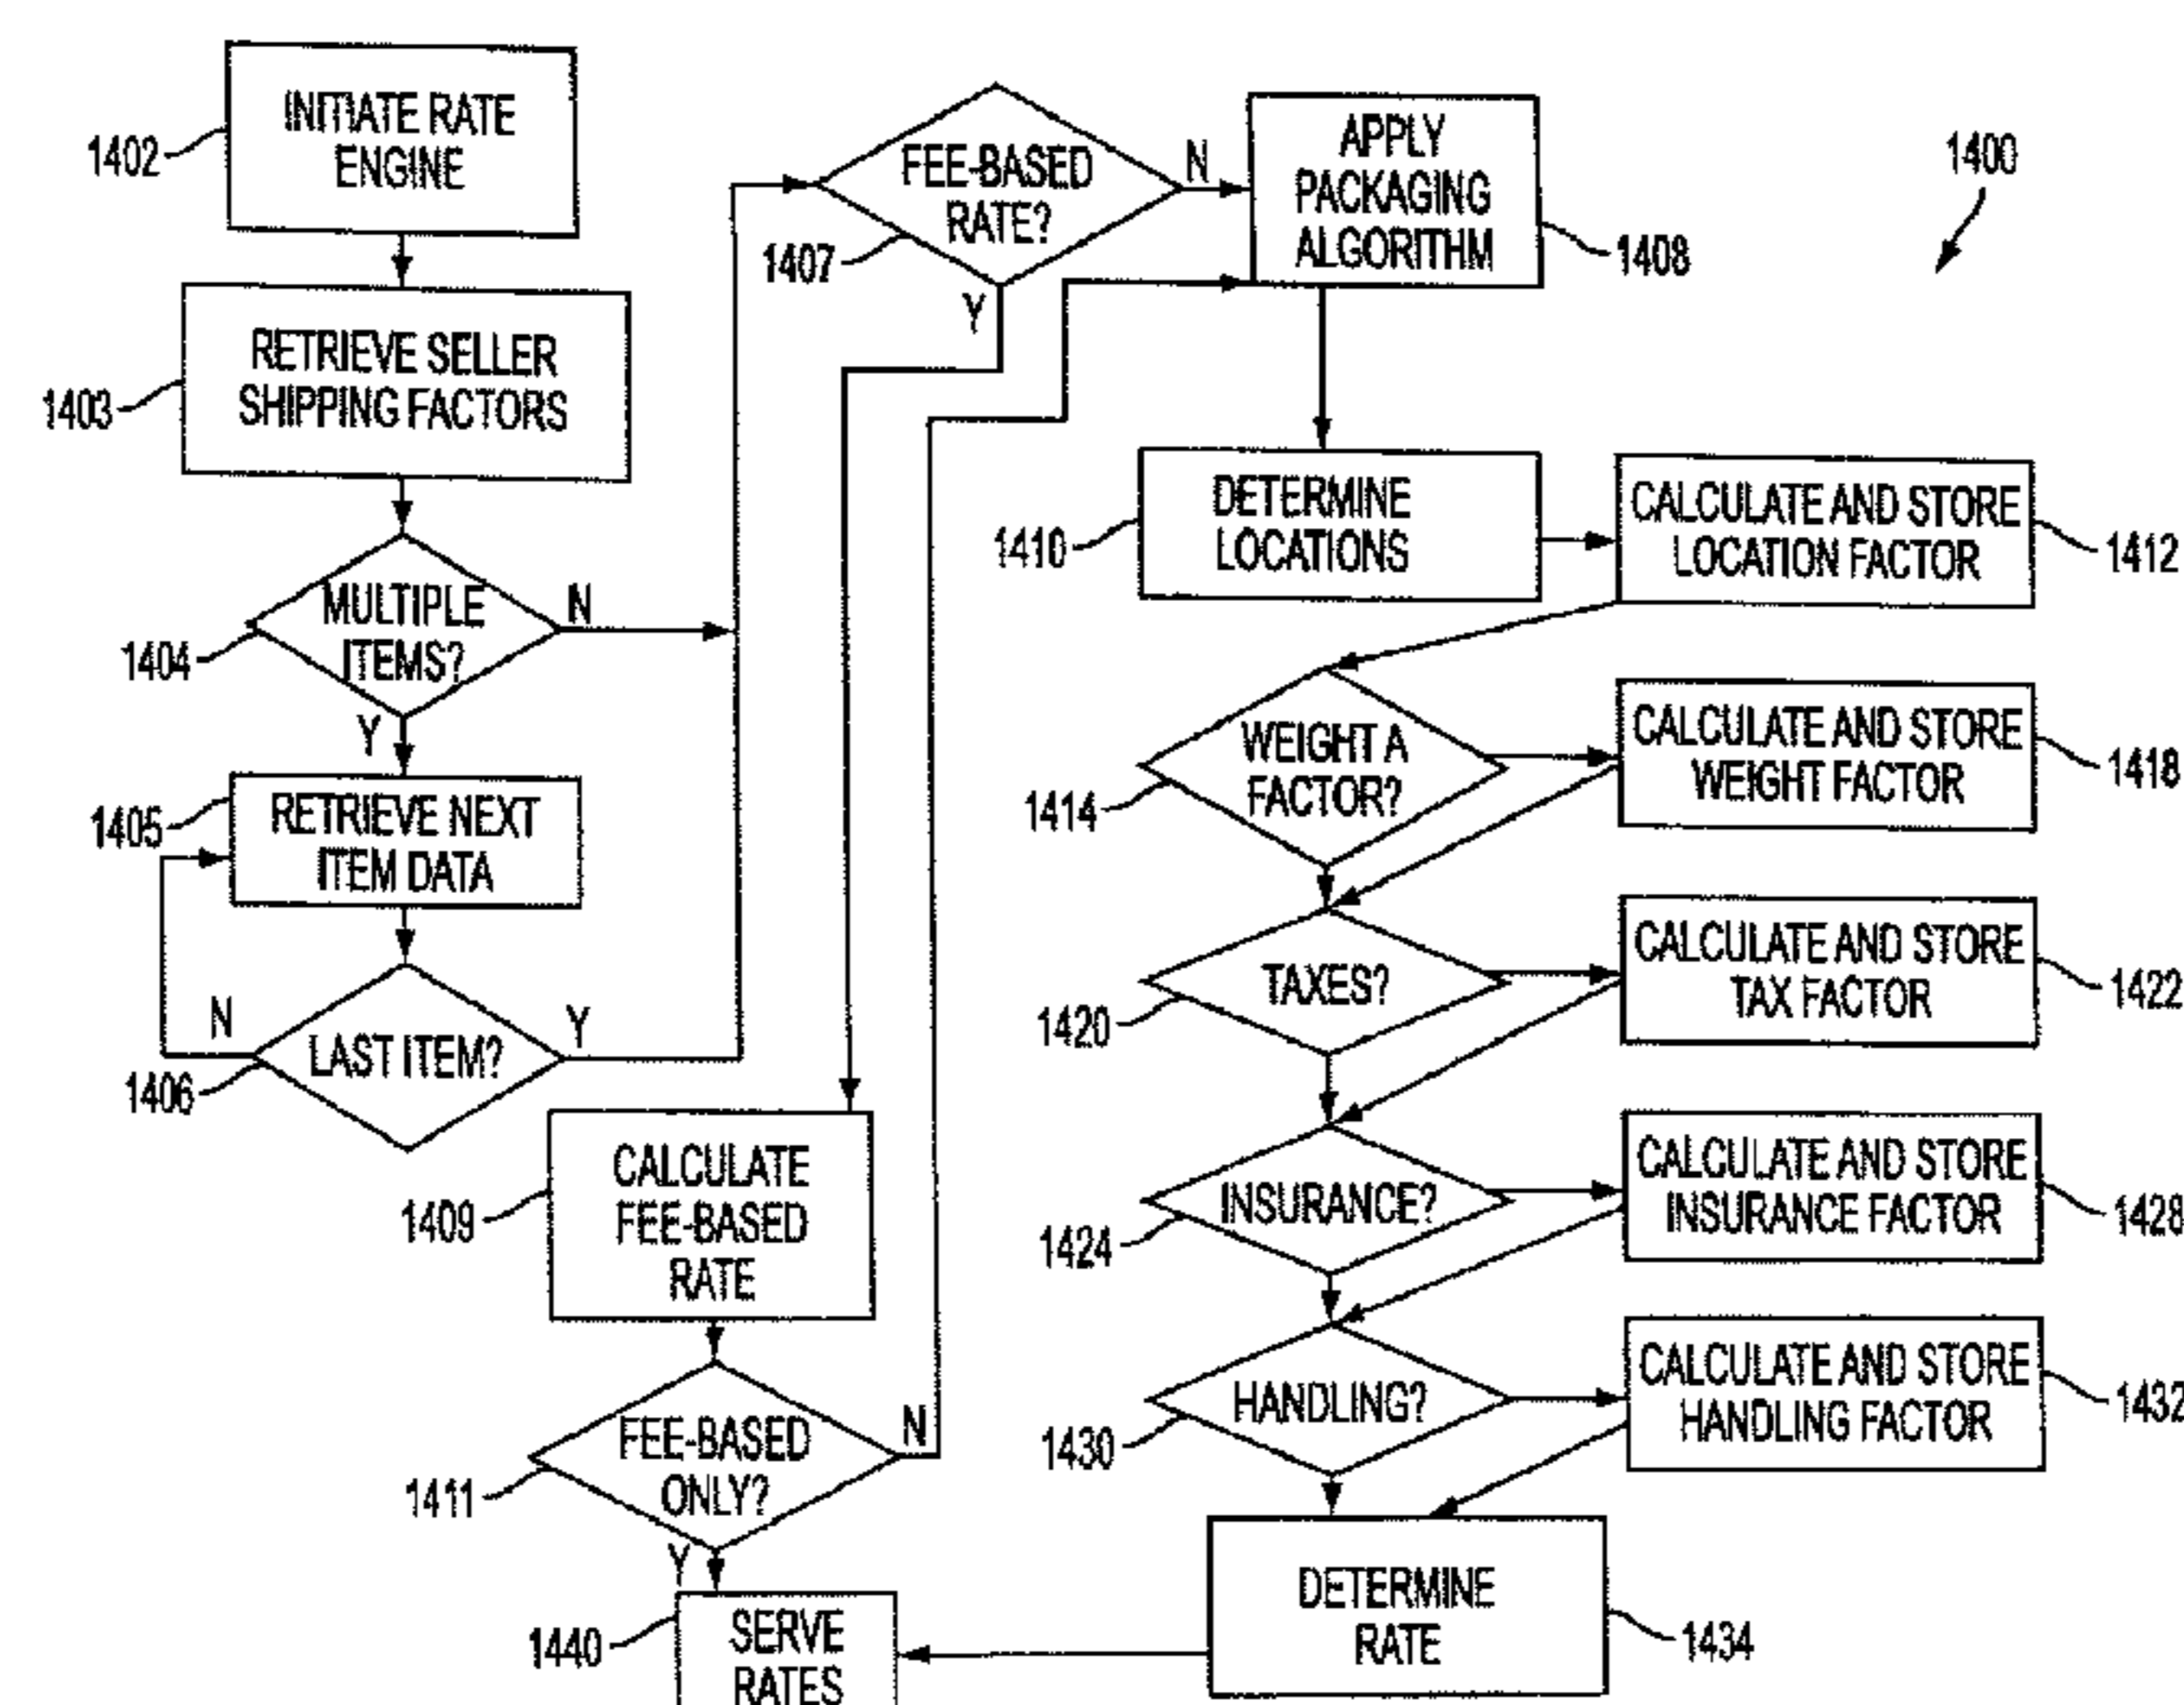 INITIATE RATE
ENGINE
1402
RETRIEVE SELLER
SHIPPING FACTORS
1403
MULTIPLE
ITEMS?
1404
N
Y
RETRIEVE NEXT
ITEM DATA
1405
LAST ITEM?
1406
N
Y
FEE-BASED
RATE?
1407
N
Y
APPLY
PACKAGING
ALGORITHM
1408
1400
CALCULATE
FEE-BASED
RATE
1409
FEE-BASED
ONLY?
1411
N
Y
SERVE
RATES
1440
DETERMINE
LOCATIONS
1410
CALCULATE AND STORE
LOCATION FACTOR
1412
WEIGHT A
FACTOR?
1414
CALCULATE AND STORE
WEIGHT FACTOR
1418
TAXES?
1420
CALCULATE AND STORE
TAX FACTOR
1422
INSURANCE?
1424
CALCULATE AND STORE
INSURANCE FACTOR
1428
HANDLING?
1430
CALCULATE AND STORE
HANDLING FACTOR
1432
DETERMINE
RATE
1434